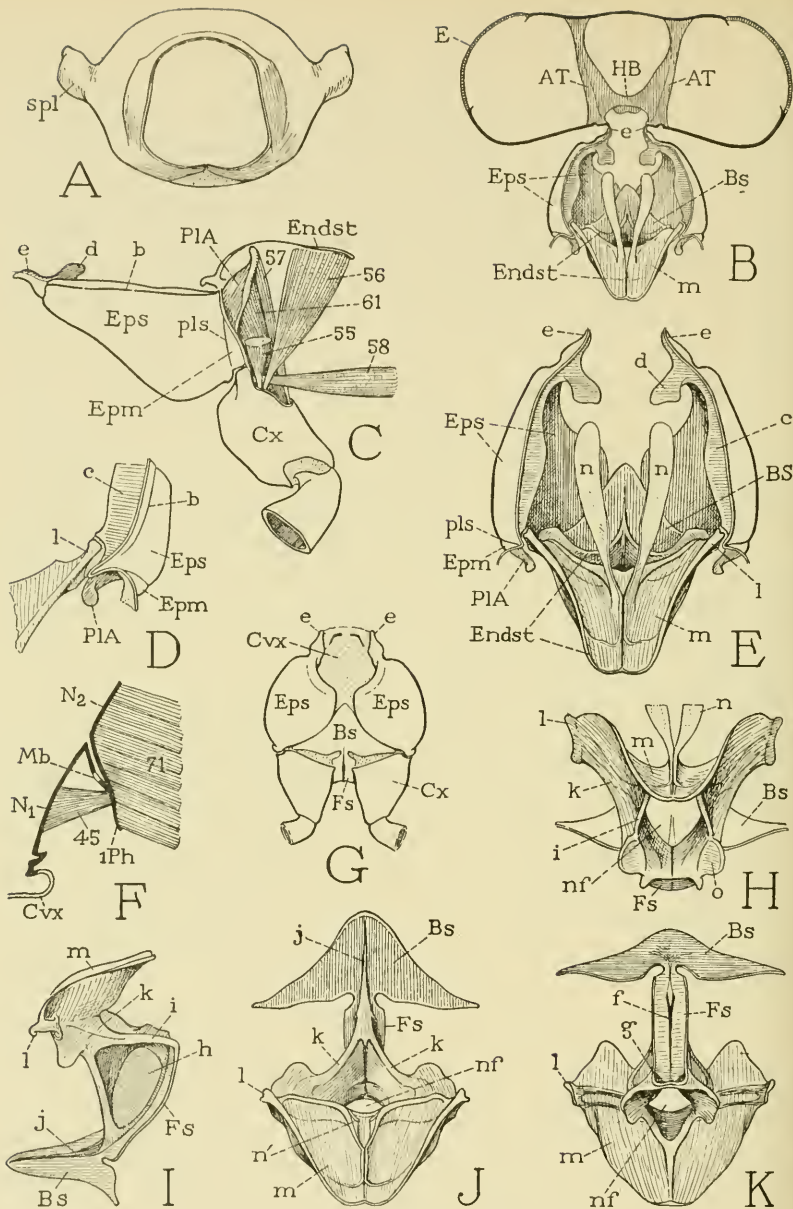 E
AT
HB
AT
spl
A
e
Eps
Bs
Endst
m
B
Endst
PlA
57
56
e
d
b
Eps
61
pls
55
58
Epm
Cx
C
e
e
d
Eps
c
n
n
BS
pls
Epm
PlA
l
Endst
m
E
c
b
l
Eps
Epm
PlA
D
e
e
Cvx
Eps
Eps
Bs
Fs
Cx
G
N2
Mb
71
N1
45
1Ph
Cvx
F
l
n
m
k
Bs
i
nf
o
Fs
H
m
k
i
l
h
j
Fs
Bs
I
j
Bs
Fs
k
k
l
nf
n
m
J
Bs
f
Fs
g
l
m
nf
K